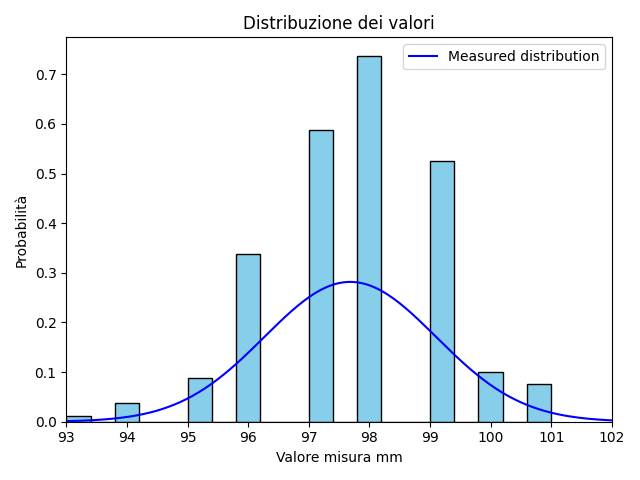 Distribuzione dei valori
Measured distribution
Probabilità
0.7
0.6
0.5
0.4
0.3
0.2
0.1
0.0
93 94 95 96 97 98 99 100 101 102
Valore misura mm